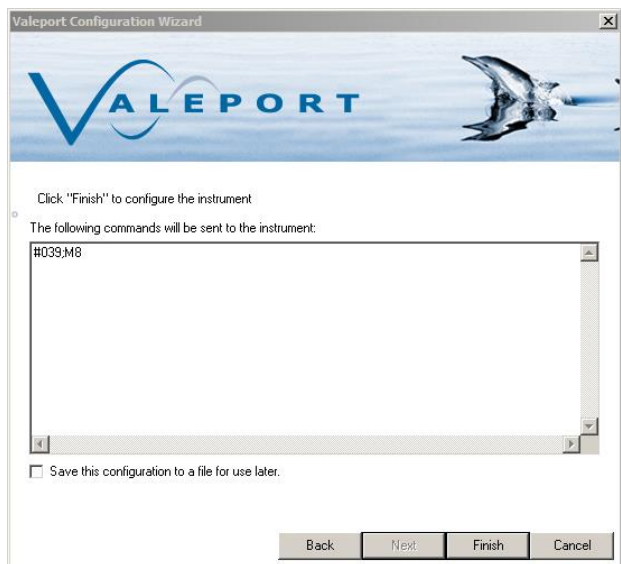 Valeport Configuration Wizard
VALEPORT
Click "Finish" to configure the instrument
The following commands will be sent to the instrument:
#039;M8
Save this configuration to a file for use later.
Back Next Finish Cancel